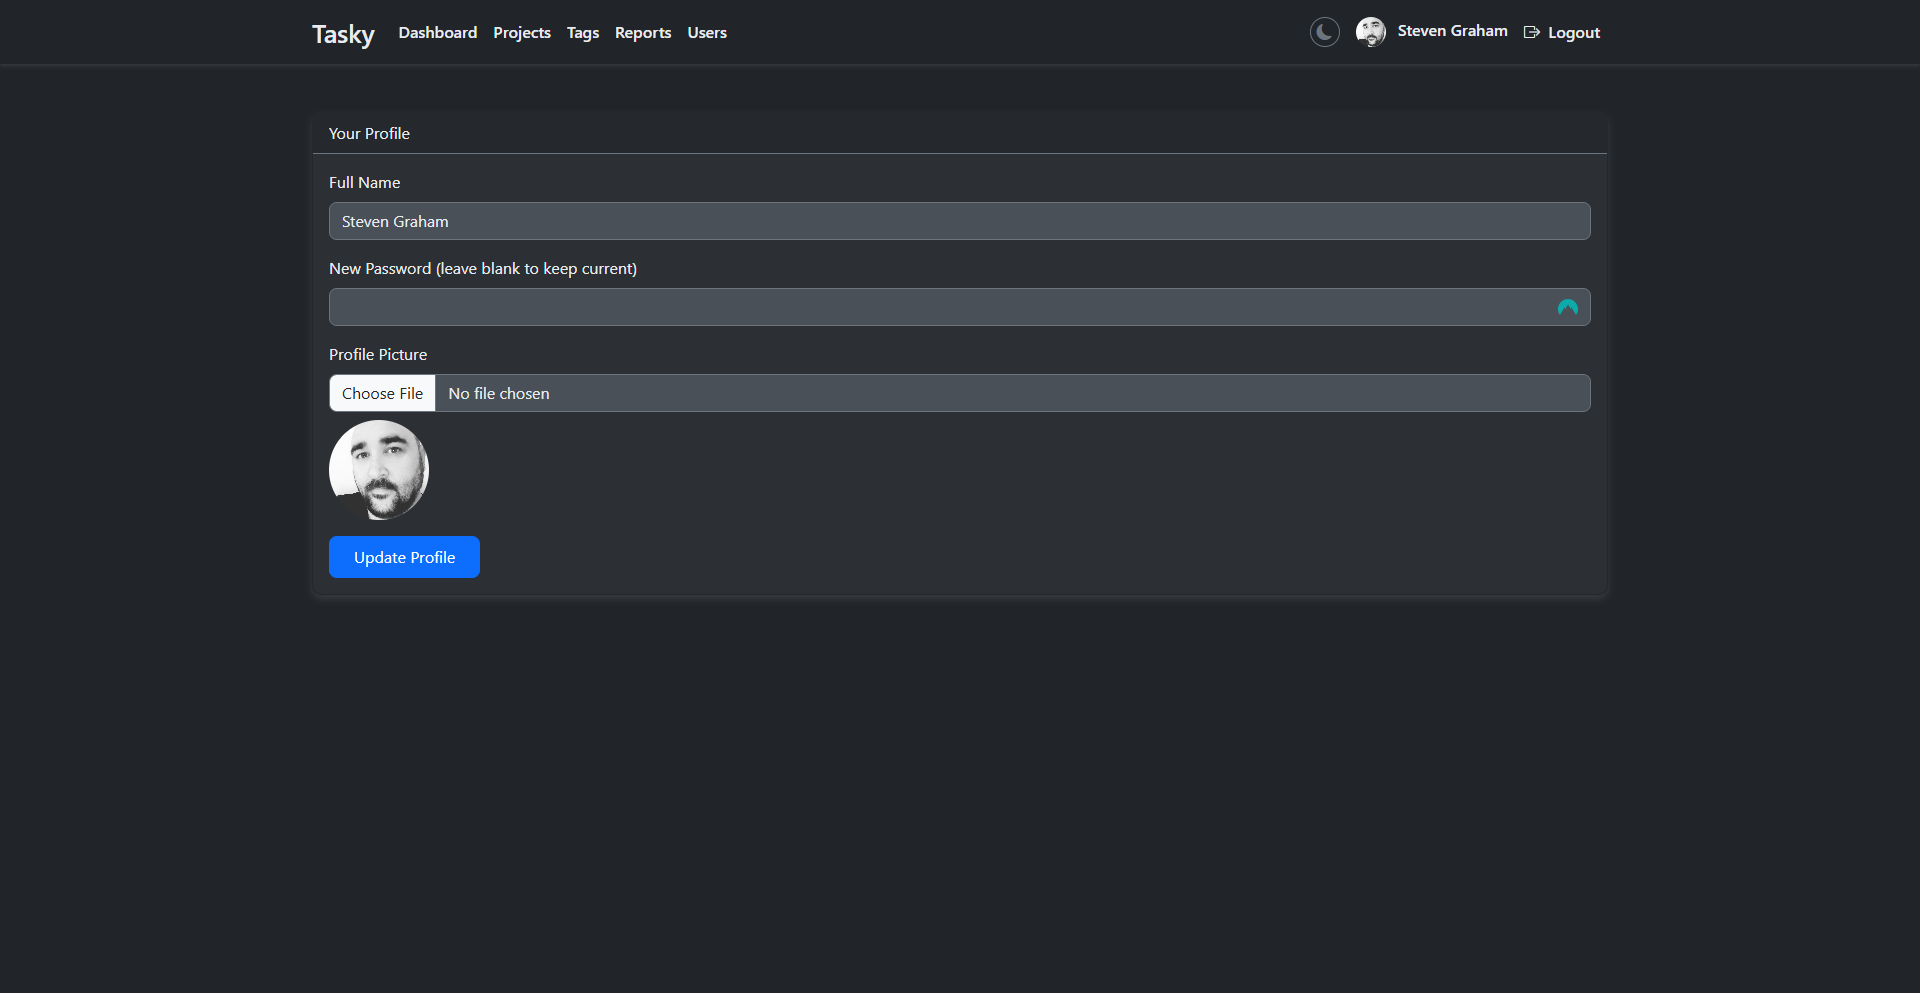 Tasky Dashboard Projects Tags Reports Users Steven Graham Logout
Your Profile
Full Name
Steven Graham
New Password (leave blank to keep current)
Profile Picture
Choose File No file chosen
Update Profile